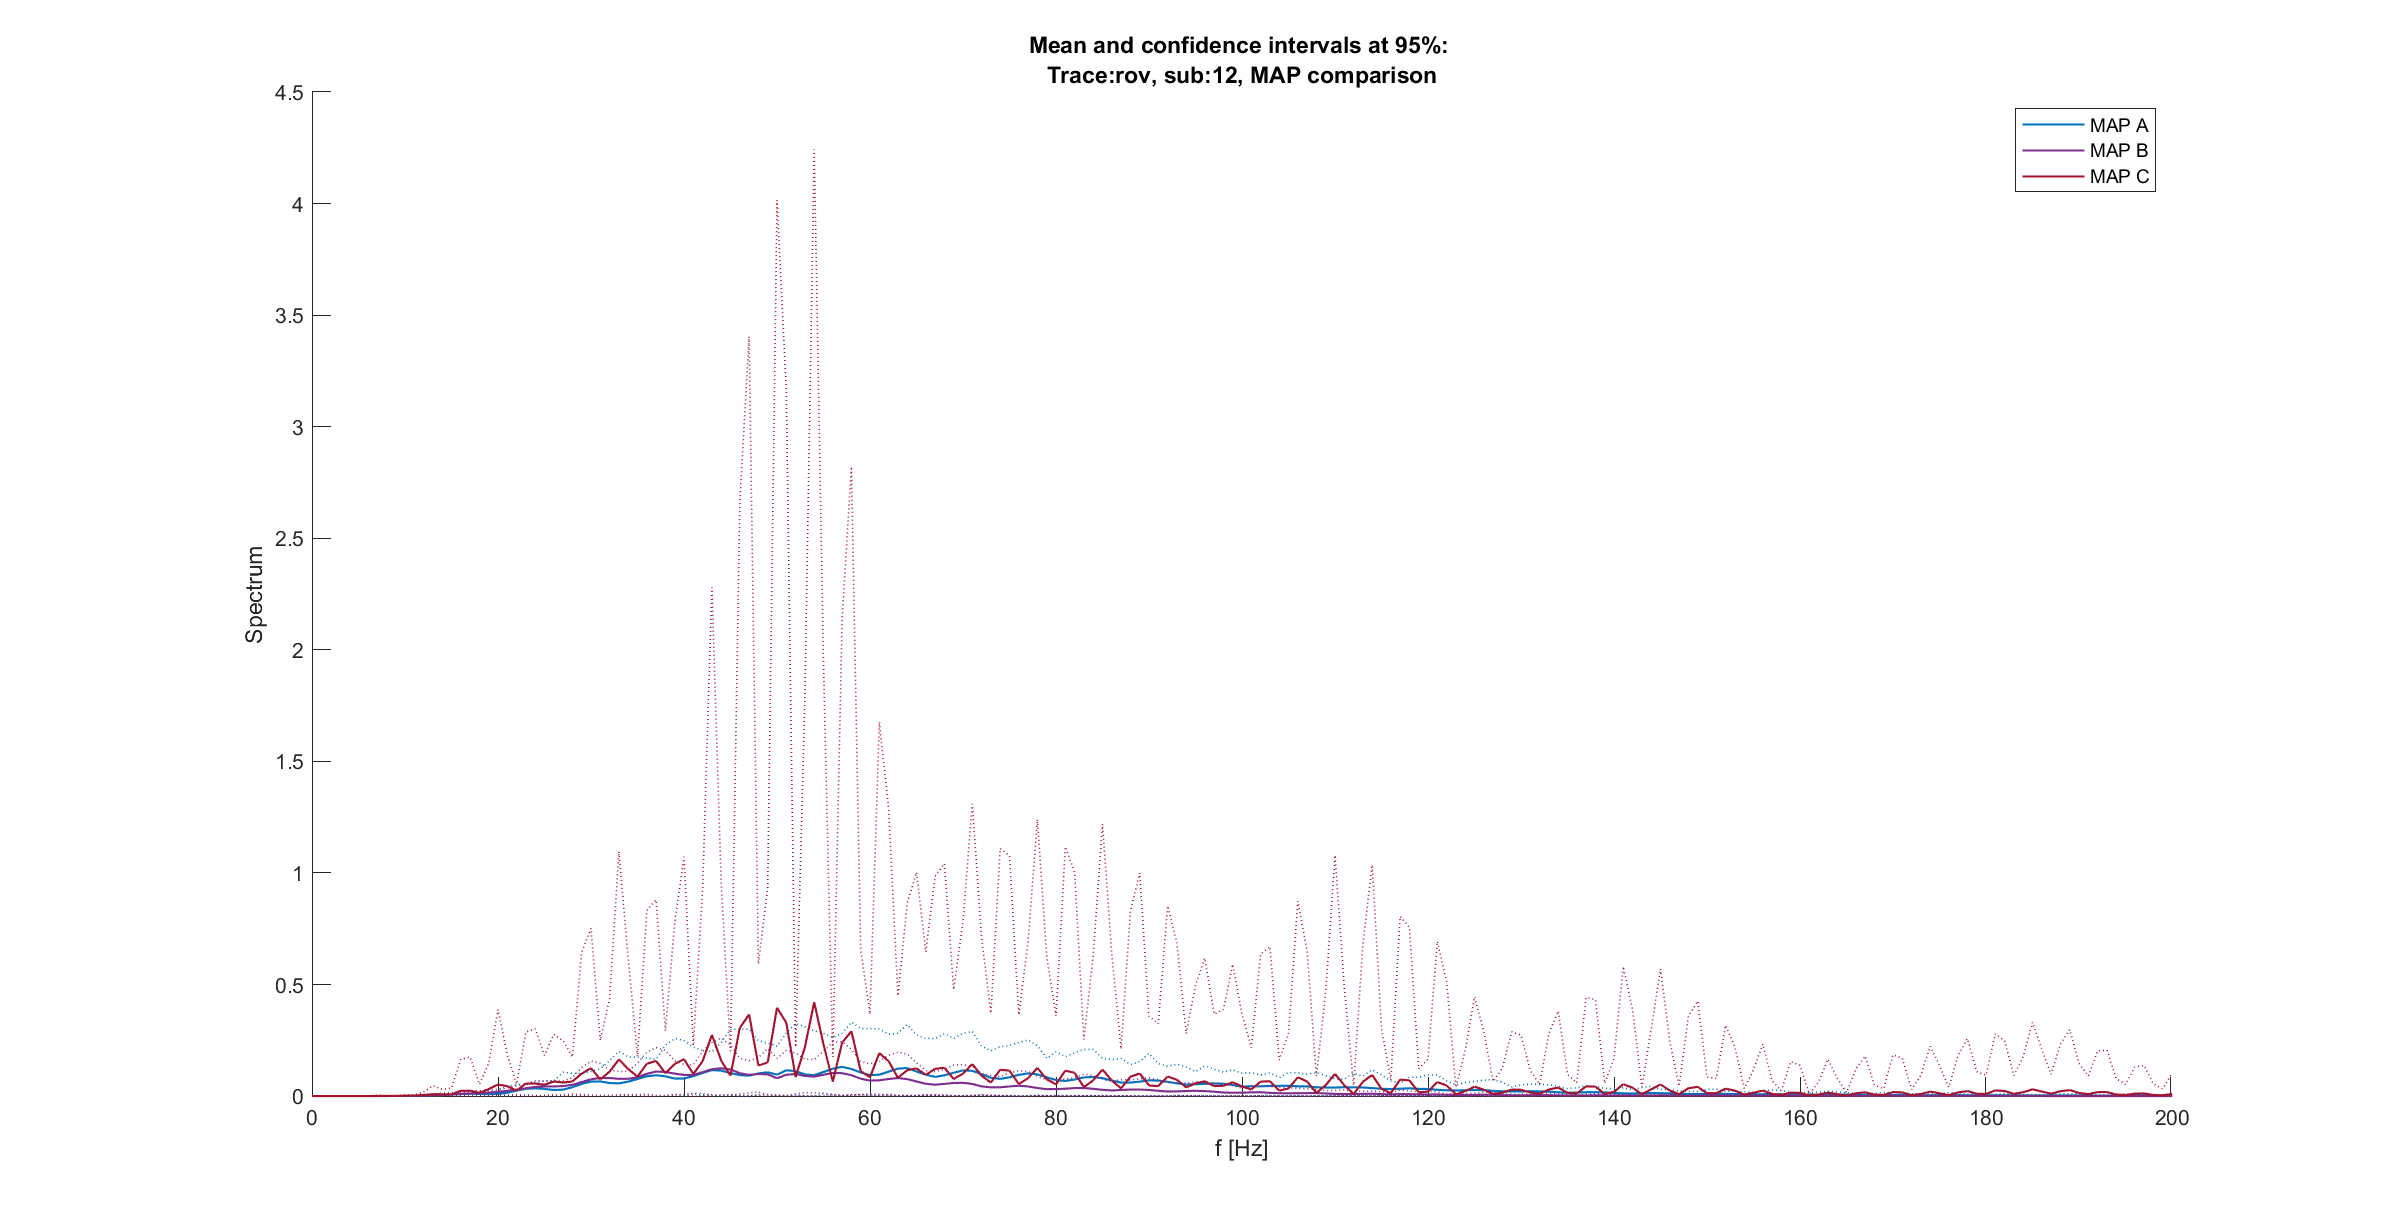 Mean and confidence intervals at 95%:
Trace:rov, sub:12, MAP comparison
4.5
4
3.5
3
2.5
2
1.5
1
0.5
0
Spectrum
MAP A
MAP B
MAP C
0 20 40 60 80 100 120 140 160 180 200
f [Hz]